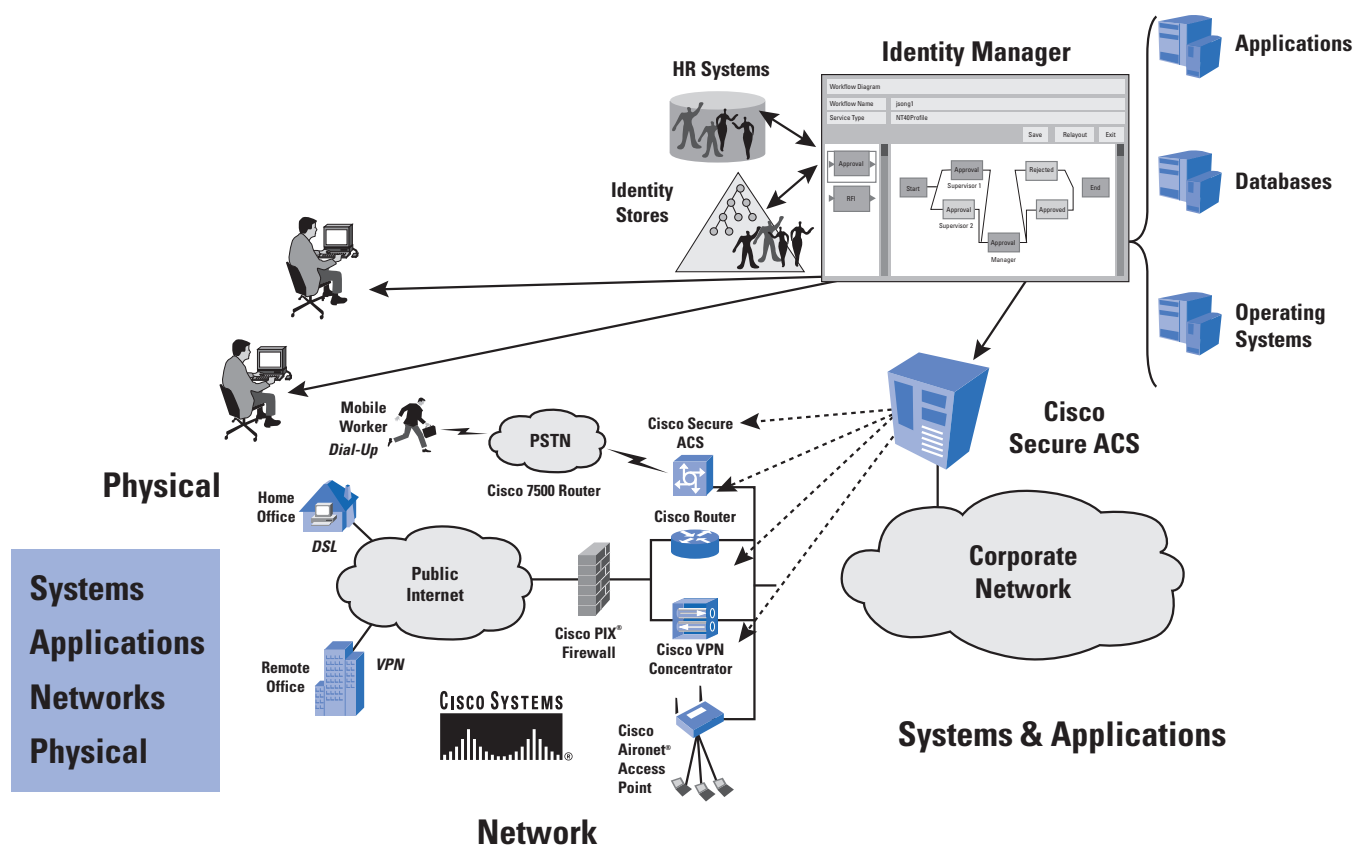 Identity Manager
HR Systems
Identity
Stores
Workflow Diagram
Workflow Name
jsong1
Service Type
NT40Profile
Save
Relayout
Exit
Approval
RFI
Start
Approval
Supervisor 1
Approval
Supervisor 2
Approval
Manager
Rejected
Approved
End
Applications
Databases
Operating
Systems
Mobile
Worker
Dial-Up
PSTN
Cisco 7500 Router
Cisco Secure
ACS
Cisco
Secure ACS
Physical
Home
Office
DSL
Public
Internet
Cisco Router
Corporate
Network
Cisco PIX®
Firewall
Cisco VPN
Concentrator
Remote
Office
VPN
Systems
Applications
Networks
Physical
CISCO SYSTEMS
®
Cisco
Aironet®
Access
Point
Systems & Applications
Network